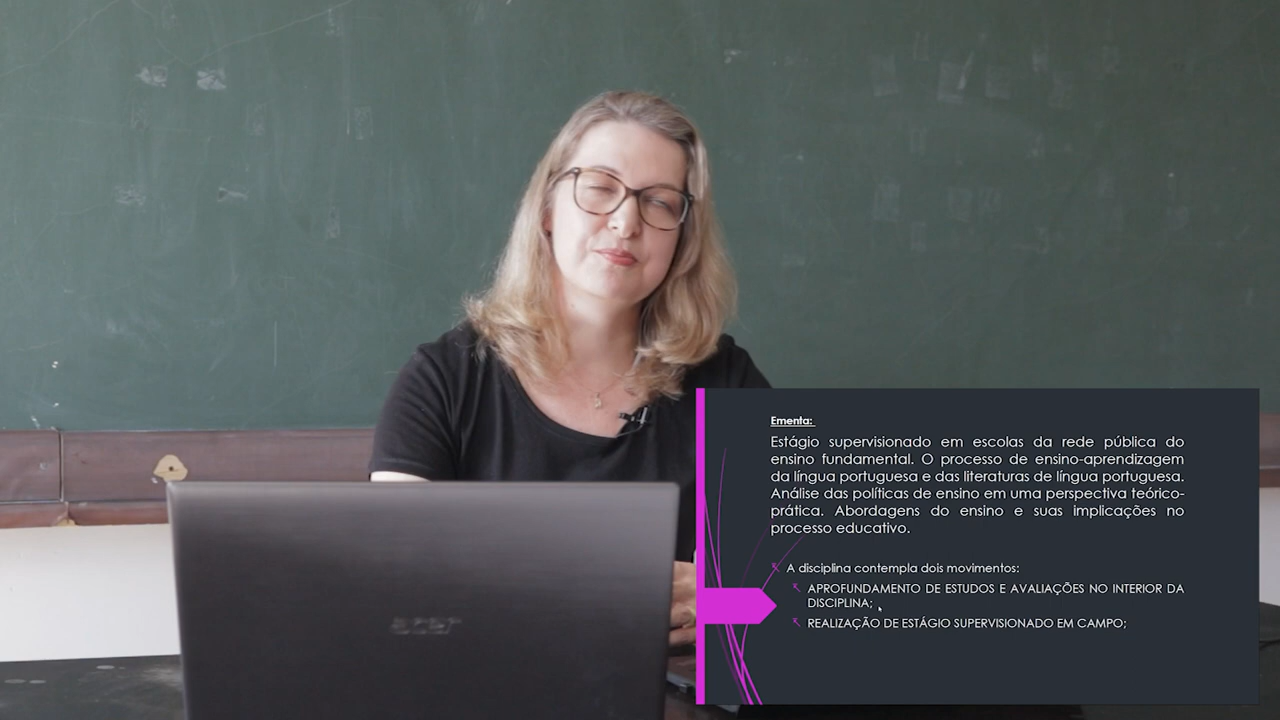 Ementa:
Estágio supervisionado em escolas da rede pública do
ensino fundamental. O processo de ensino-aprendizagem
da língua portuguesa e das literaturas de língua portuguesa.
Análise das políticas de ensino em uma perspectiva teórico-
prática. Abordagens do ensino e suas implicações no
processo educativo.
A disciplina contempla dois movimentos:
APROFUNDAMENTO DE ESTUDOS E AVALIAÇÕES NO INTERIOR DA
DISCIPLINA;
REALIZAÇÃO DE ESTÁGIO SUPERVISIONADO EM CAMPO;
acer